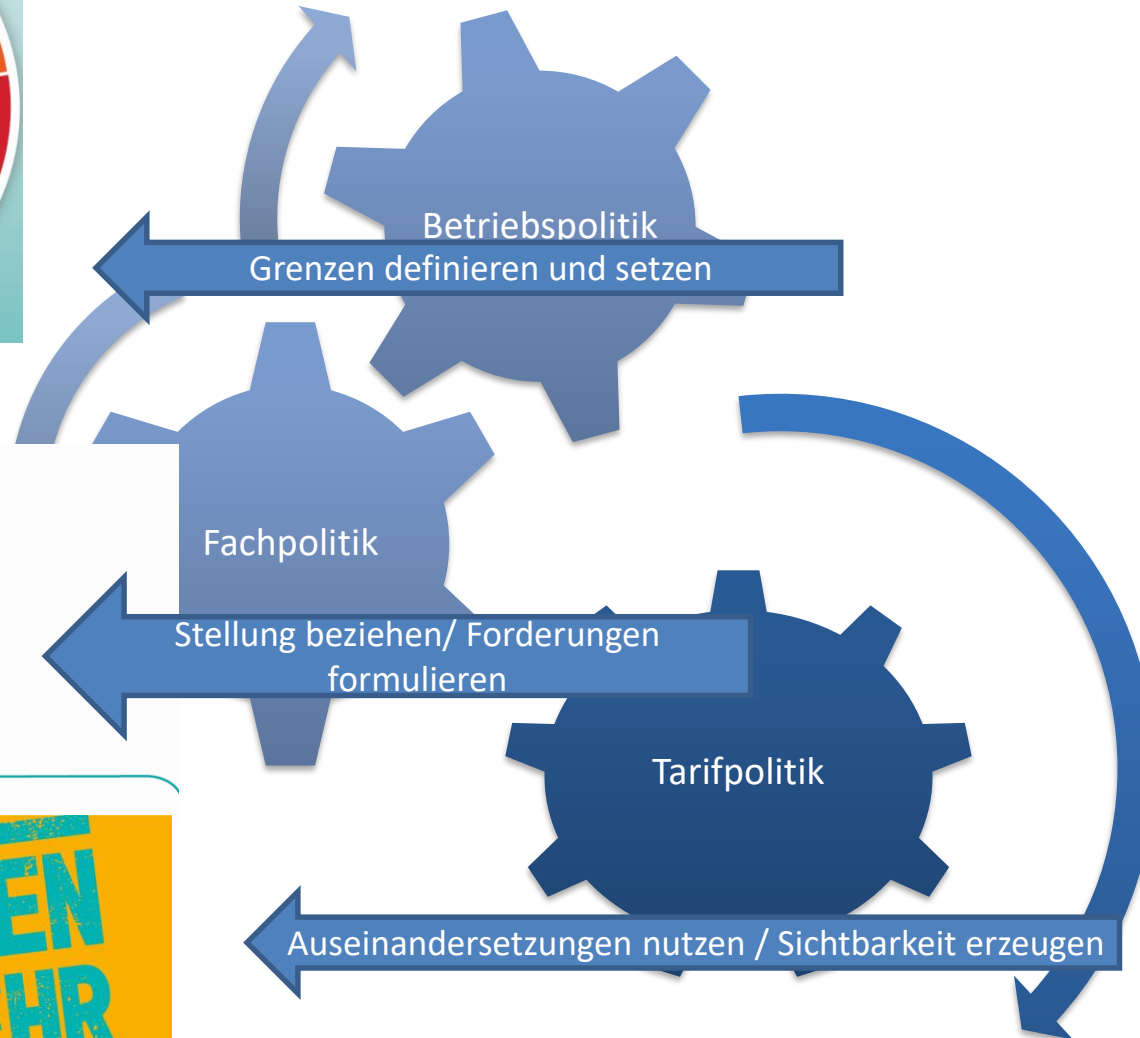 Betriebspolitik
Grenzen definieren und setzen
Fachpolitik
Stellung beziehen/ Forderungen
formulieren
Tarifpolitik
Auseinandersetzungen nutzen / Sichtbarkeit erzeugen